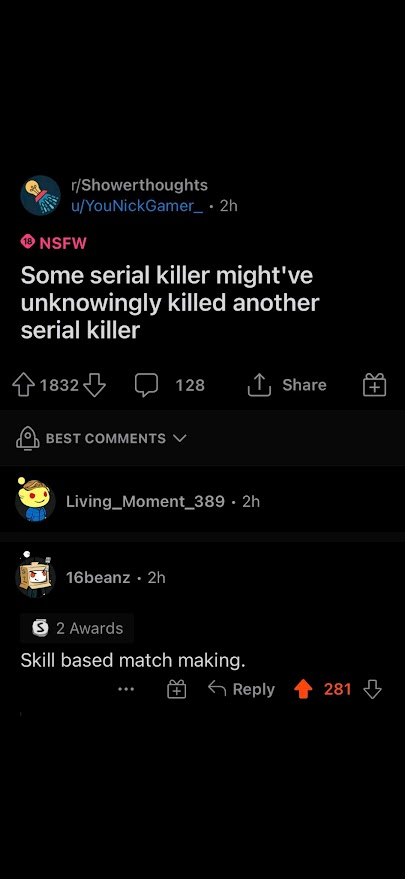 r/Showerthoughts
u/YouNickGamer_ · 2h
18 NSFW
Some serial killer might've
unknowingly killed another
serial killer
1832 128 Share
BEST COMMENTS
Living_Moment_389 · 2h
16beanz · 2h
S 2 Awards
Skill based match making.
... Reply 281